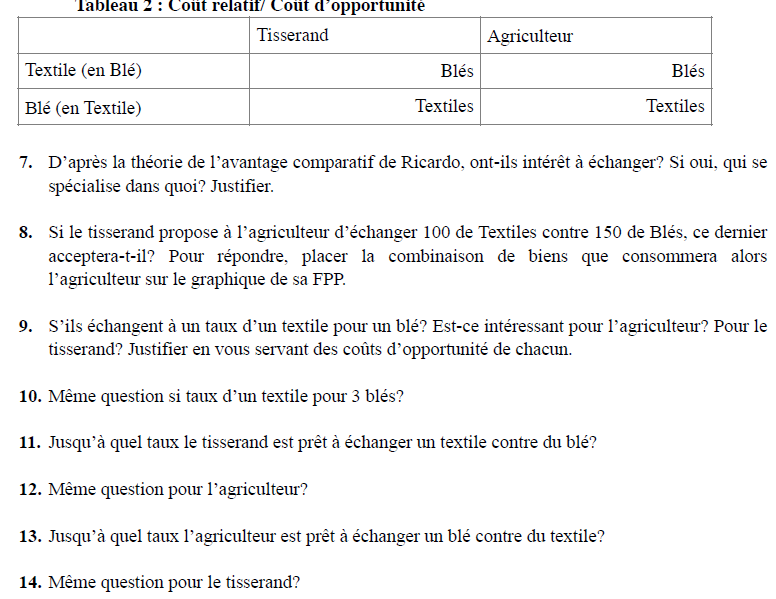 Tableau 2 : Coût relatif/ Coût d'opportunité
Tisserand Agriculteur
Textile (en Blé) Blés Blés
Blé (en Textile) Textiles Textiles
7. D'après la théorie de l'avantage comparatif de Ricardo, ont-ils intérêt à échanger? Si oui, qui se
spécialise dans quoi? Justifier.
8. Si le tisserand propose à l'agriculteur d'échanger 100 de Textiles contre 150 de Blés, ce dernier
acceptera-t-il? Pour répondre, placer la combinaison de biens que consommera alors
l'agriculteur sur le graphique de sa FPP.
9. S'ils échangent à un taux d'un textile pour un blé? Est-ce intéressant pour l'agriculteur? Pour le
tisserand? Justifier en vous servant des coûts d'opportunité de chacun.
10. Même question si taux d'un textile pour 3 blés?
11. Jusqu'à quel taux le tisserand est prêt à échanger un textile contre du blé?
12. Même question pour l'agriculteur?
13. Jusqu'à quel taux l'agriculteur est prêt à échanger un blé contre du textile?
14. Même question pour le tisserand?